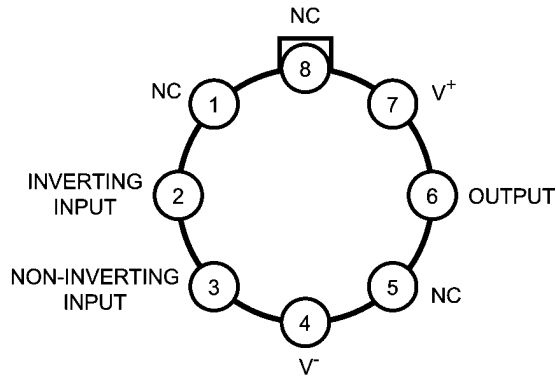 NC
8
NC
1
7
V+
INVERTING
INPUT
2
6
OUTPUT
NON-INVERTING
INPUT
3
5
NC
4
V-